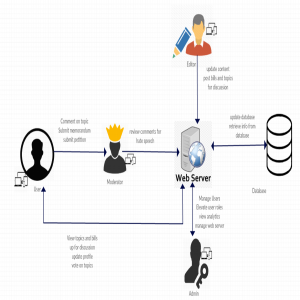 Editor
update content
post bills and topics
for discussion
Comment on topic
Submit memorandum
submit petition
review comments for
hate speech
update database
retrieve info from
database
User
Moderator
Web Server
Database
Manage Users
Elevate user roles
view analytics
manage web server
View topics and bills
up for discussion
update profile
vote on topics
Admin